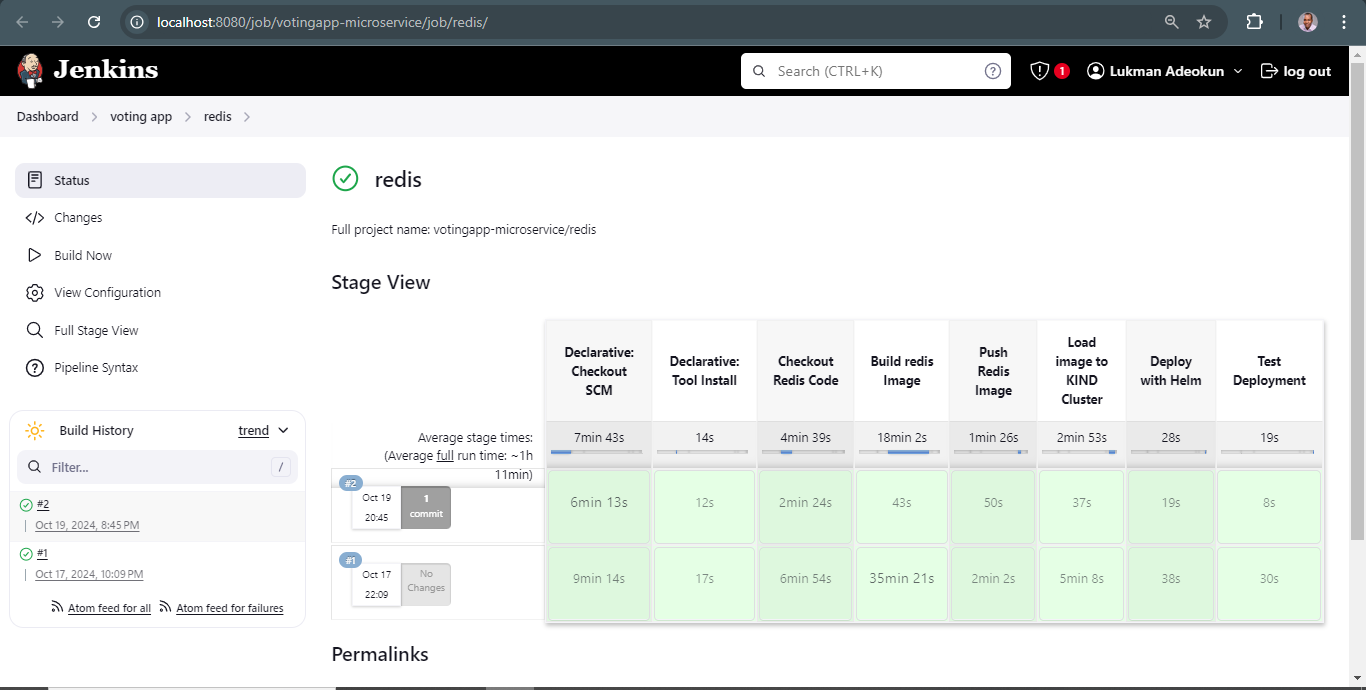 localhost:8080/job/votingapp-microservice/job/redis/
Jenkins
Search (CTRL+K)
?
1
Lukman Adeokun
log out
Dashboard
voting app
redis
Status
Changes
Build Now
View Configuration
Full Stage View
Pipeline Syntax
Build History
trend
Filter...
/
#2
Oct 19, 2024, 8:45 PM
#1
Oct 17, 2024, 10:09 PM
Atom feed for all
Atom feed for failures
redis
Full project name: votingapp-microservice/redis
Stage View
Declarative:
Checkout
SCM
Declarative:
Tool Install
Checkout
Redis Code
Build redis
Image
Push
Redis
Image
Load
image to
KIND
Cluster
Deploy
with Helm
Test
Deployment
Average stage times:
(Average full run time: ~1h
11min)
7min 43s
14s
4min 39s
18min 2s
1min 26s
2min 53s
28s
19s
#2
Oct 19
20:45
1
commit
6min 13s
12s
2min 24s
43s
50s
37s
19s
8s
#1
Oct 17
22:09
No
Changes
9min 14s
17s
6min 54s
35min 21s
2min 2s
5min 8s
38s
30s
Permalinks